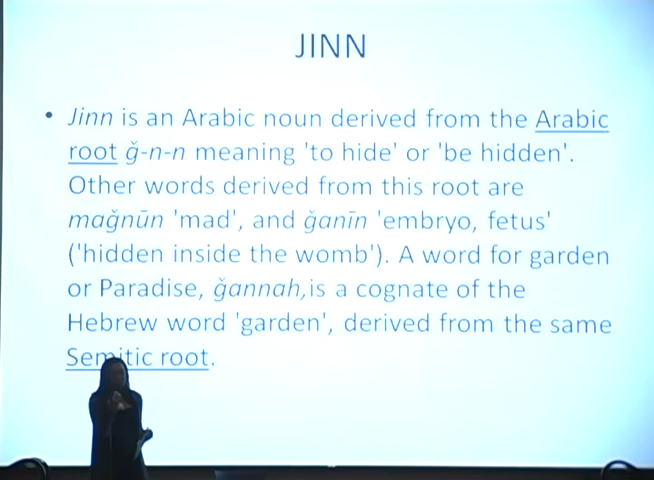 JINN
• Jinn is an Arabic noun derived from the Arabic
root ǧ-n-n meaning 'to hide' or 'be hidden'.
Other words derived from this root are
maǧnūn 'mad', and ǧanīn 'embryo, fetus'
('hidden inside the womb'). A word for garden
or Paradise, ǧannah,is a cognate of the
Hebrew word 'garden', derived from the same
Semitic root.